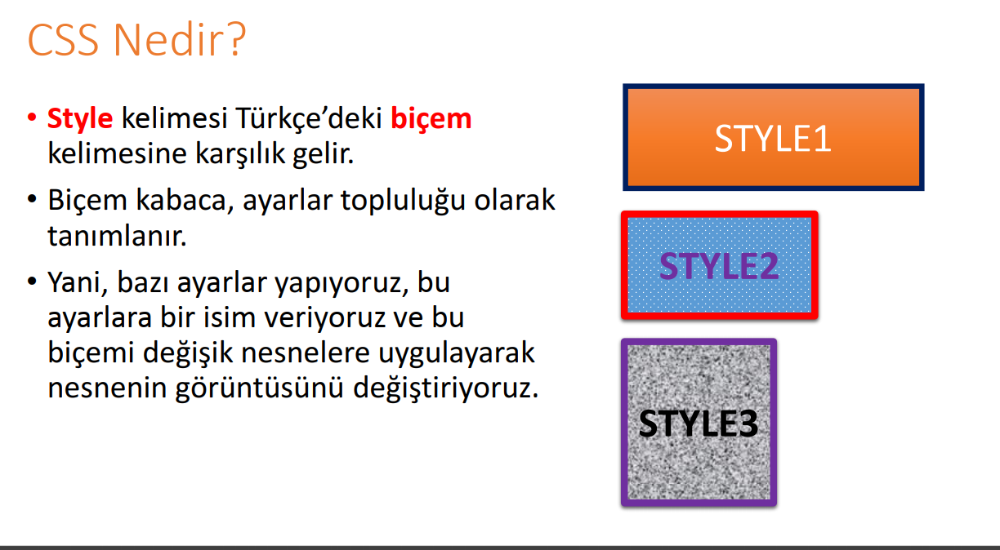 CSS Nedir?
• Style kelimesi Türkçe’deki biçem
kelimesine karşılık gelir.
• Biçem kabaca, ayarlar topluluğu olarak
tanımlanır.
• Yani, bazı ayarlar yapıyoruz, bu
ayarlara bir isim veriyoruz ve bu
biçemi değişik nesnelere uygulayarak
nesnenin görüntüsünü değiştiriyoruz.
STYLE1
STYLE2
STYLE3